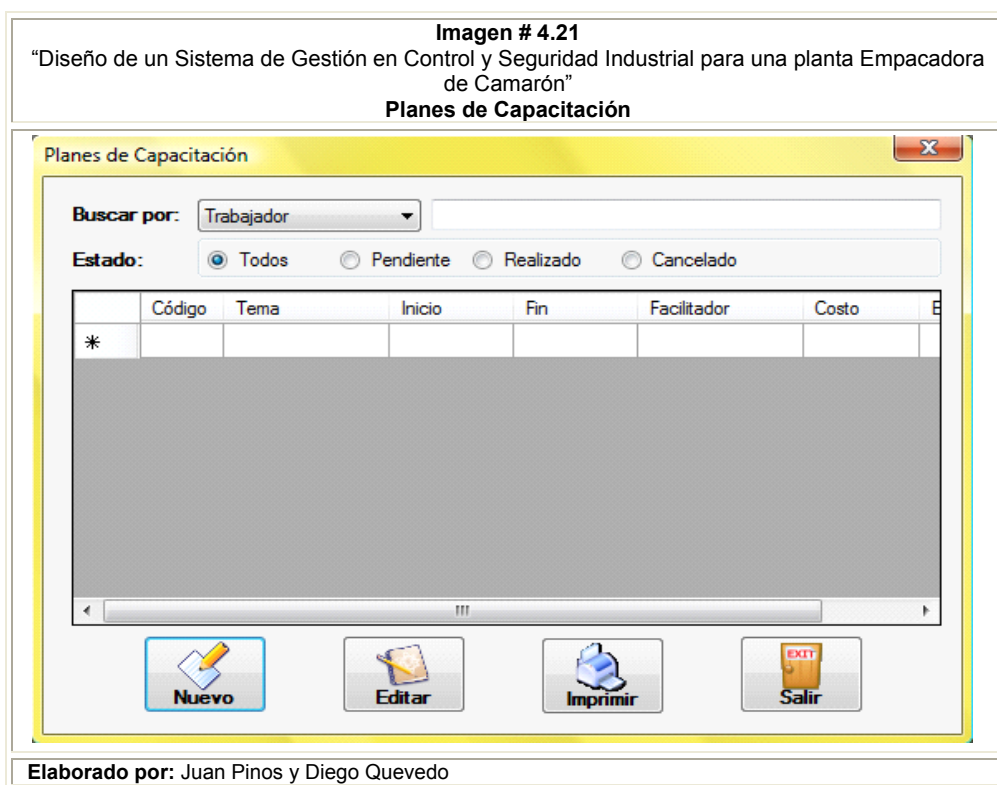 Imagen # 4.21
“Diseño de un Sistema de Gestión en Control y Seguridad Industrial para una planta Empacadora
de Camarón”
Planes de Capacitación
Planes de Capacitación
Buscar por: Trabajador
Estado: Todos Pendiente Realizado Cancelado
Código Tema Inicio Fin Facilitador Costo
Nuevo Editar Imprimir EXIT Salir
Elaborado por: Juan Pinos y Diego Quevedo